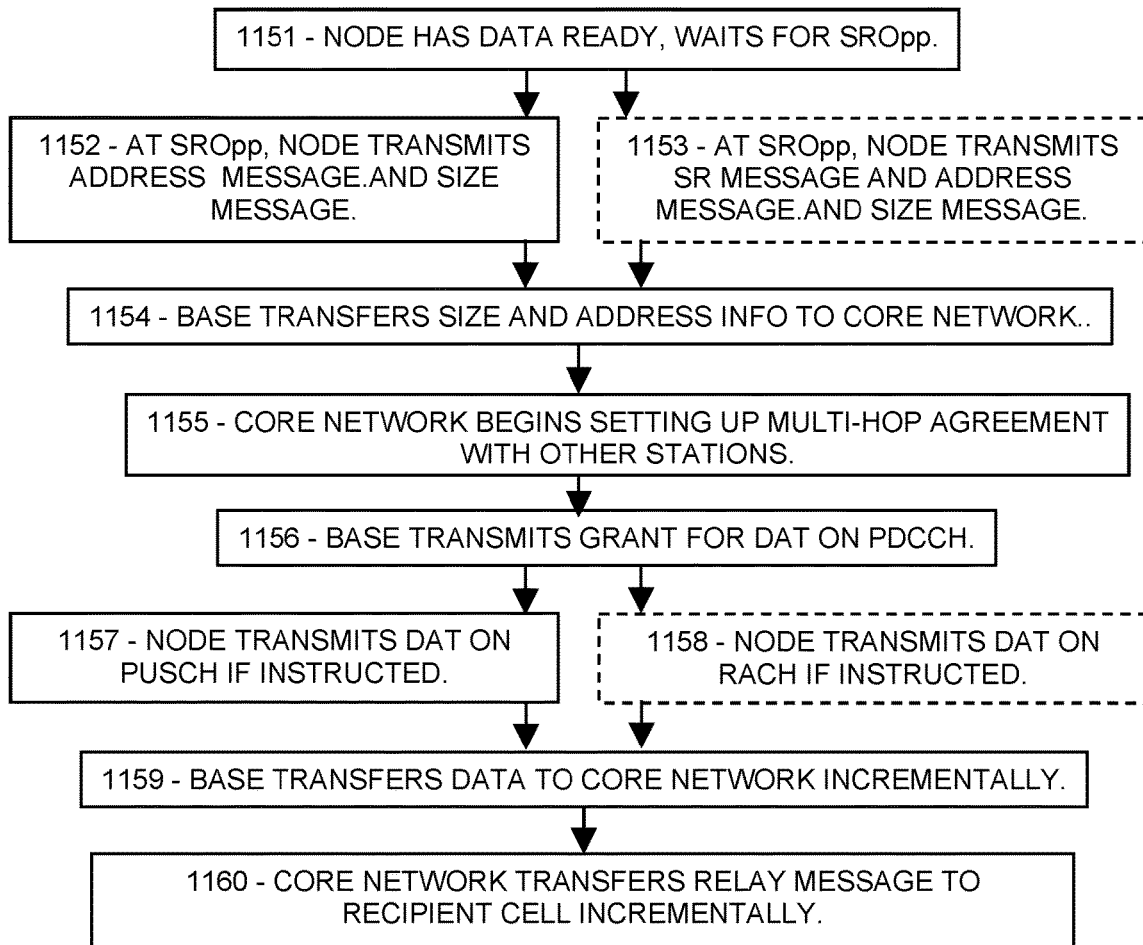 1151 - NODE HAS DATA READY, WAITS FOR SROpp.
1152 - AT SROpp, NODE TRANSMITS
ADDRESS MESSAGE.AND SIZE
MESSAGE.
1153 - AT SROpp, NODE TRANSMITS
SR MESSAGE AND ADDRESS
MESSAGE.AND SIZE MESSAGE.
1154 - BASE TRANSFERS SIZE AND ADDRESS INFO TO CORE NETWORK..
1155 - CORE NETWORK BEGINS SETTING UP MULTI-HOP AGREEMENT
WITH OTHER STATIONS.
1156 - BASE TRANSMITS GRANT FOR DAT ON PDCCH.
1157 - NODE TRANSMITS DAT ON
PUSCH IF INSTRUCTED.
1158 - NODE TRANSMITS DAT ON
RACH IF INSTRUCTED.
1159 - BASE TRANSFERS DATA TO CORE NETWORK INCREMENTALLY.
1160 - CORE NETWORK TRANSFERS RELAY MESSAGE TO
RECIPIENT CELL INCREMENTALLY.